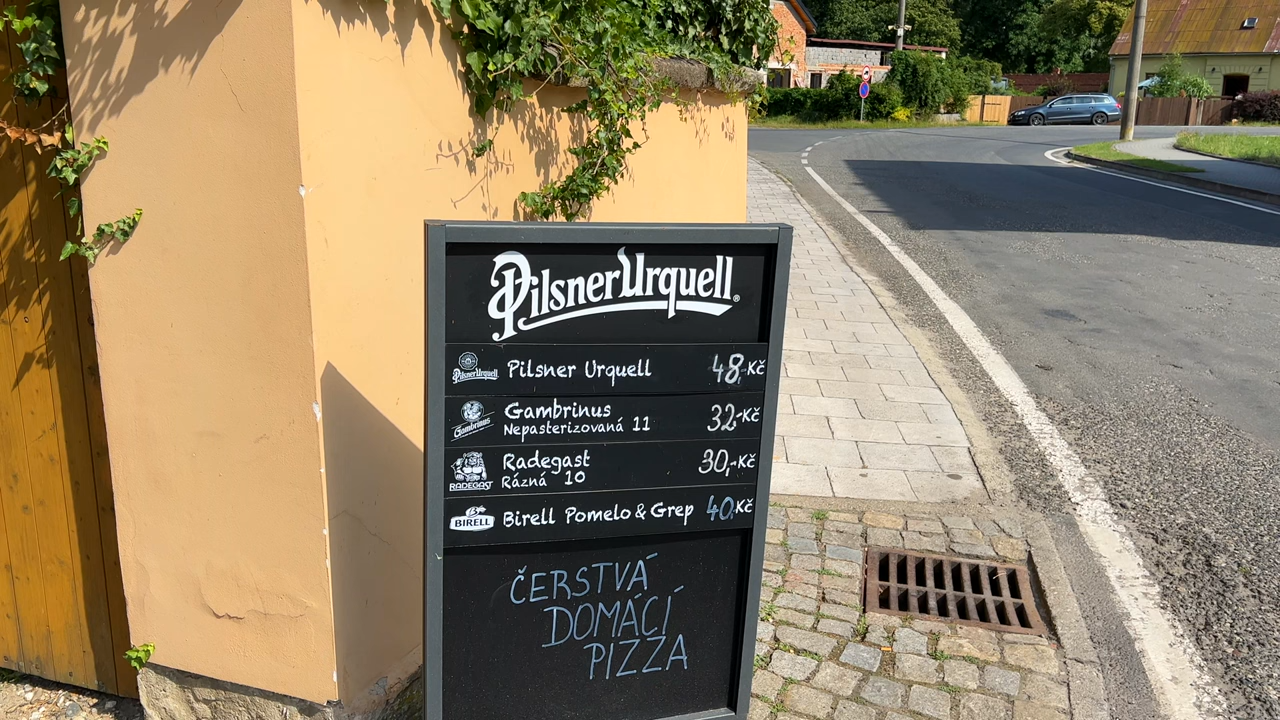 Pilsner Urquell®
Pilsner Urquell
Pilsner Urquell 48,-Kč
Gambrinus
Gambrinus 32,-Kč
Nepasterizovaná 11
RADEGAST
Radegast 30,-Kč
Rázná 10
BIRELL
Birell Pomelo & Grep 40,Kč
ČERSTVÁ
DOMÁCÍ
PIZZA